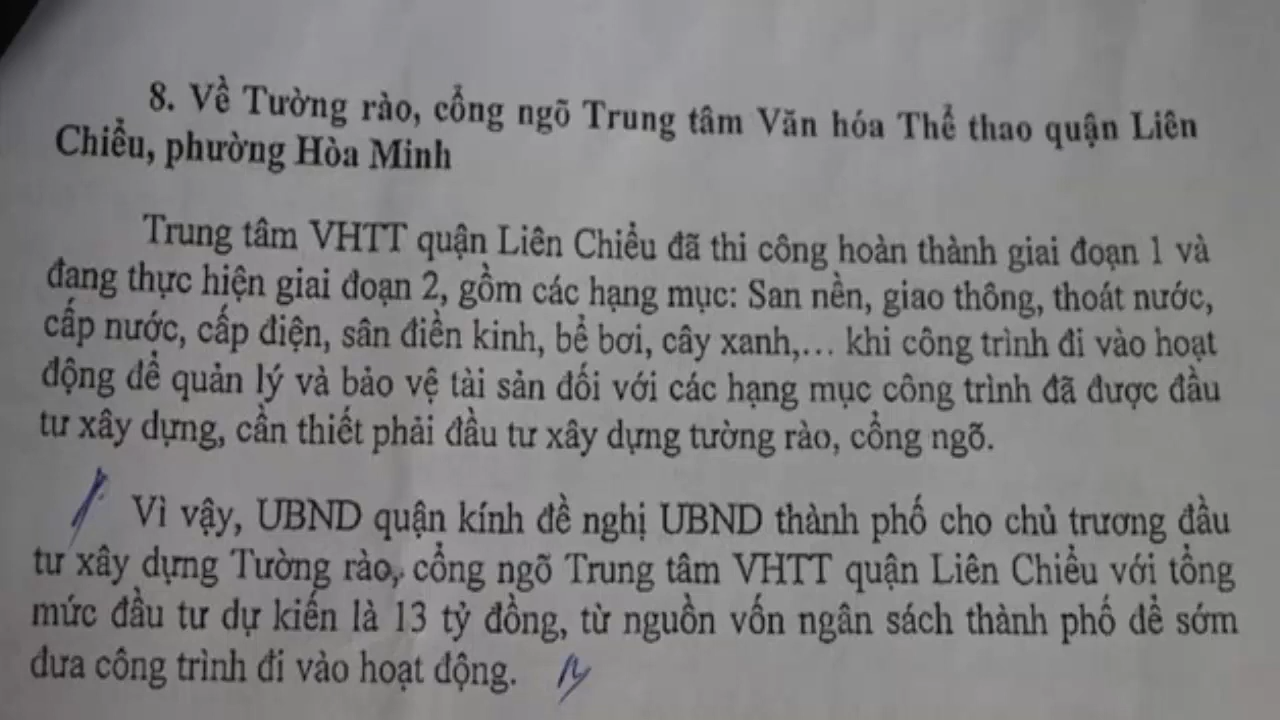 8. Về Tường rào, cổng ngõ Trung tâm Văn hóa Thể thao quận Liên
Chiểu, phường Hòa Minh
Trung tâm VHTT quận Liên Chiểu đã thi công hoàn thành giai đoạn 1 và
đang thực hiện giai đoạn 2, gồm các hạng mục: San nền, giao thông, thoát nước,
cấp nước, cấp điện, sân điền kinh, bể bơi, cây xanh,... khi công trình đi vào hoạt
động để quản lý và bảo vệ tài sản đối với các hạng mục công trình đã được đầu
tư xây dựng, cần thiết phải đầu tư xây dựng tường rào, cổng ngõ.
Vì vậy, UBND quận kính đề nghị UBND thành phố cho chủ trương đầu
tư xây dựng Tường rào, cổng ngõ Trung tâm VHTT quận Liên Chiểu với tổng
mức đầu tư dự kiến là 13 tỷ đồng, từ nguồn vốn ngân sách thành phố để sớm
đưa công trình đi vào hoạt động.